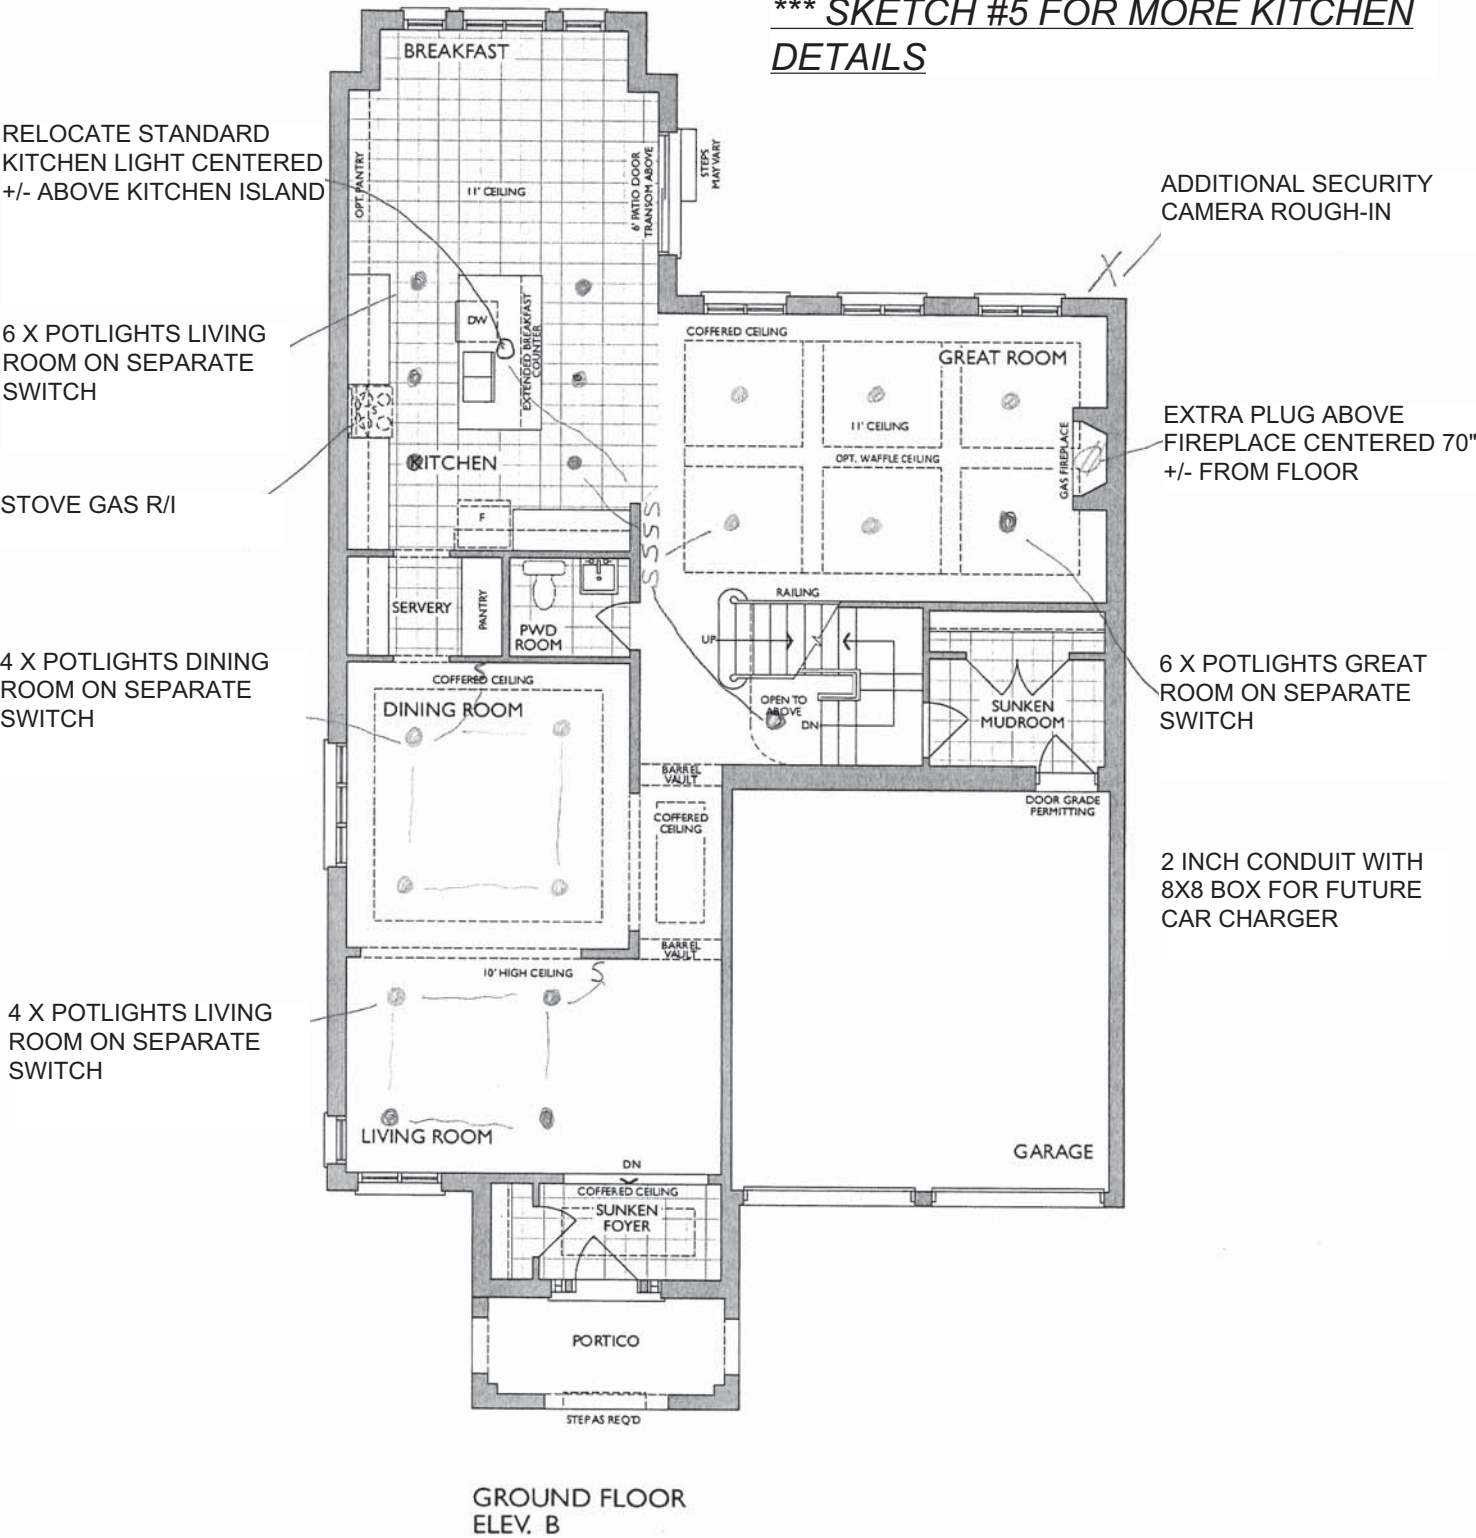 *** SKETCH #5 FOR MORE KITCHEN
DETAILS
BREAKFAST
RELOCATE STANDARD
KITCHEN LIGHT CENTERED
+/- ABOVE KITCHEN ISLAND
OPT. PANTRY
11' CEILING
6' PATIO DOOR
TRANSOM ABOVE
STEPS
MAY VARY
ADDITIONAL SECURITY
CAMERA ROUGH-IN
X
6 X POTLIGHTS LIVING
ROOM ON SEPARATE
SWITCH
DW
EXTENDED BREAKFAST
COUNTER
COFFERED CEILING
GREAT ROOM
11' CEILING
OPT. WAFFLE CEILING
GAS FIREPLACE
EXTRA PLUG ABOVE
FIREPLACE CENTERED 70"
+/- FROM FLOOR
S
KITCHEN
STOVE GAS R/I
F
S
S
S
S
RAILING
SERVERY
PANTRY
PWD
ROOM
UP
OPEN TO
ABOVE
DN
SUNKEN
MUDROOM
6 X POTLIGHTS GREAT
ROOM ON SEPARATE
SWITCH
4 X POTLIGHTS DINING
ROOM ON SEPARATE
SWITCH
S
COFFERED CEILING
DINING ROOM
BARREL
VAULT
COFFERED
CEILING
DOOR GRADE
PERMITTING
2 INCH CONDUIT WITH
8X8 BOX FOR FUTURE
CAR CHARGER
BARREL
VAULT
10' HIGH CEILING
S
4 X POTLIGHTS LIVING
ROOM ON SEPARATE
SWITCH
LIVING ROOM
GARAGE
DN
COFFERED CEILING
SUNKEN
FOYER
PORTICO
STEP AS REQ'D
GROUND FLOOR
ELEV. B